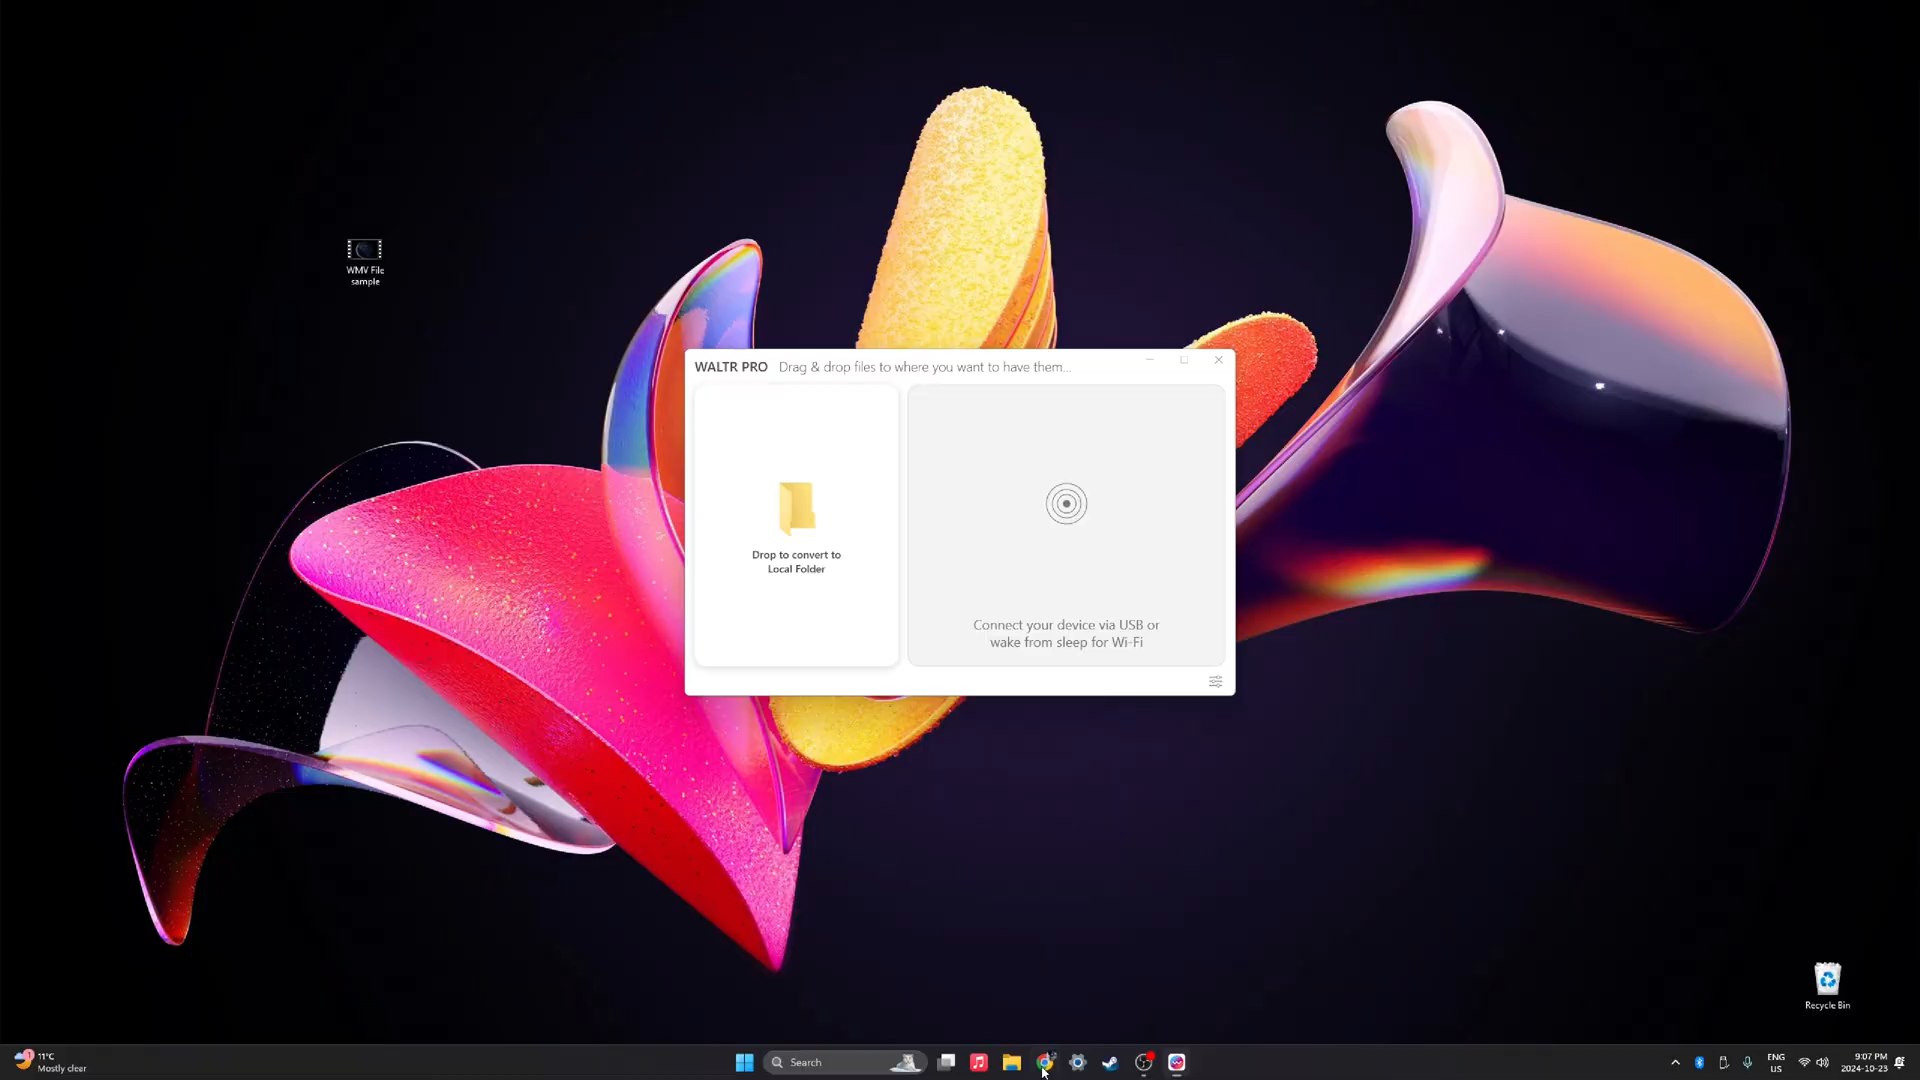 WMV File
sample
WALTR PRO Drag & drop files to where you want to have them...
Drop to convert to
Local Folder
Connect your device via USB or
wake from sleep for Wi-Fi
Recycle Bin
1
11°C
Mostly clear
Search
ENG
US
9:07 PM
2024-10-23